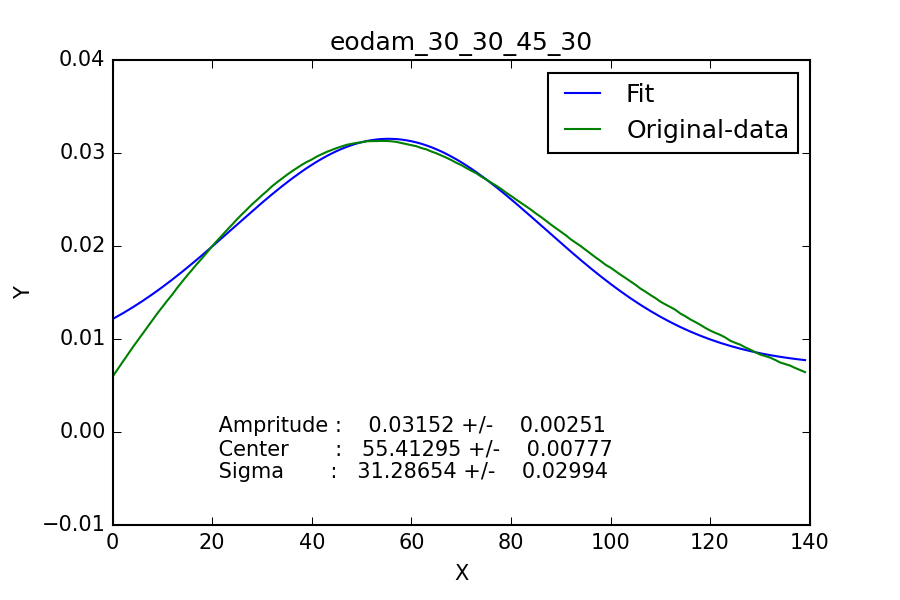 eodam_30_30_45_30
0.04
0.03
0.02
0.01
0.00
−0.01
Y
Fit
Original-data
Ampritude : 0.03152 +/- 0.00251
Center : 55.41295 +/- 0.00777
Sigma : 31.28654 +/- 0.02994
0 20 40 60 80 100 120 140
X